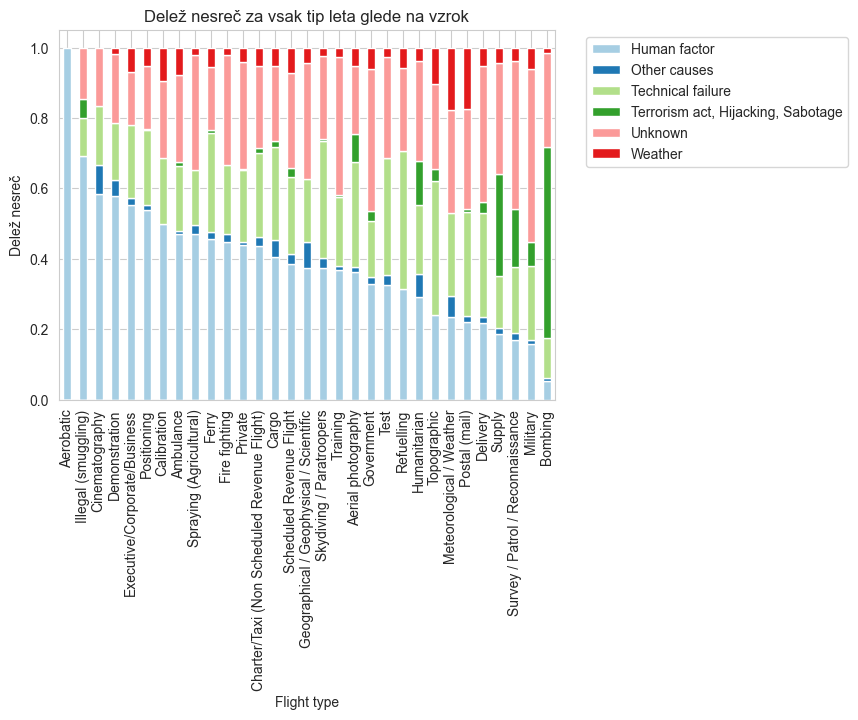 Delež nesreč za vsak tip leta glede na vzrok
Delež nesreč
1.0
0.8
0.6
0.4
0.2
0.0
Aerobatic
Illegal (smuggling)
Cinematography
Demonstration
Executive/Corporate/Business
Positioning
Calibration
Ambulance
Spraying (Agricultural)
Ferry
Fire fighting
Private
Charter/Taxi (Non Scheduled Revenue Flight)
Cargo
Scheduled Revenue Flight
Geographical / Geophysical / Scientific
Skydiving / Paratroopers
Training
Aerial photography
Government
Test
Refuelling
Humanitarian
Topographic
Meteorological / Weather
Postal (mail)
Delivery
Supply
Survey / Patrol / Reconnaissance
Military
Bombing
Flight type
Human factor
Other causes
Technical failure
Terrorism act, Hijacking, Sabotage
Unknown
Weather